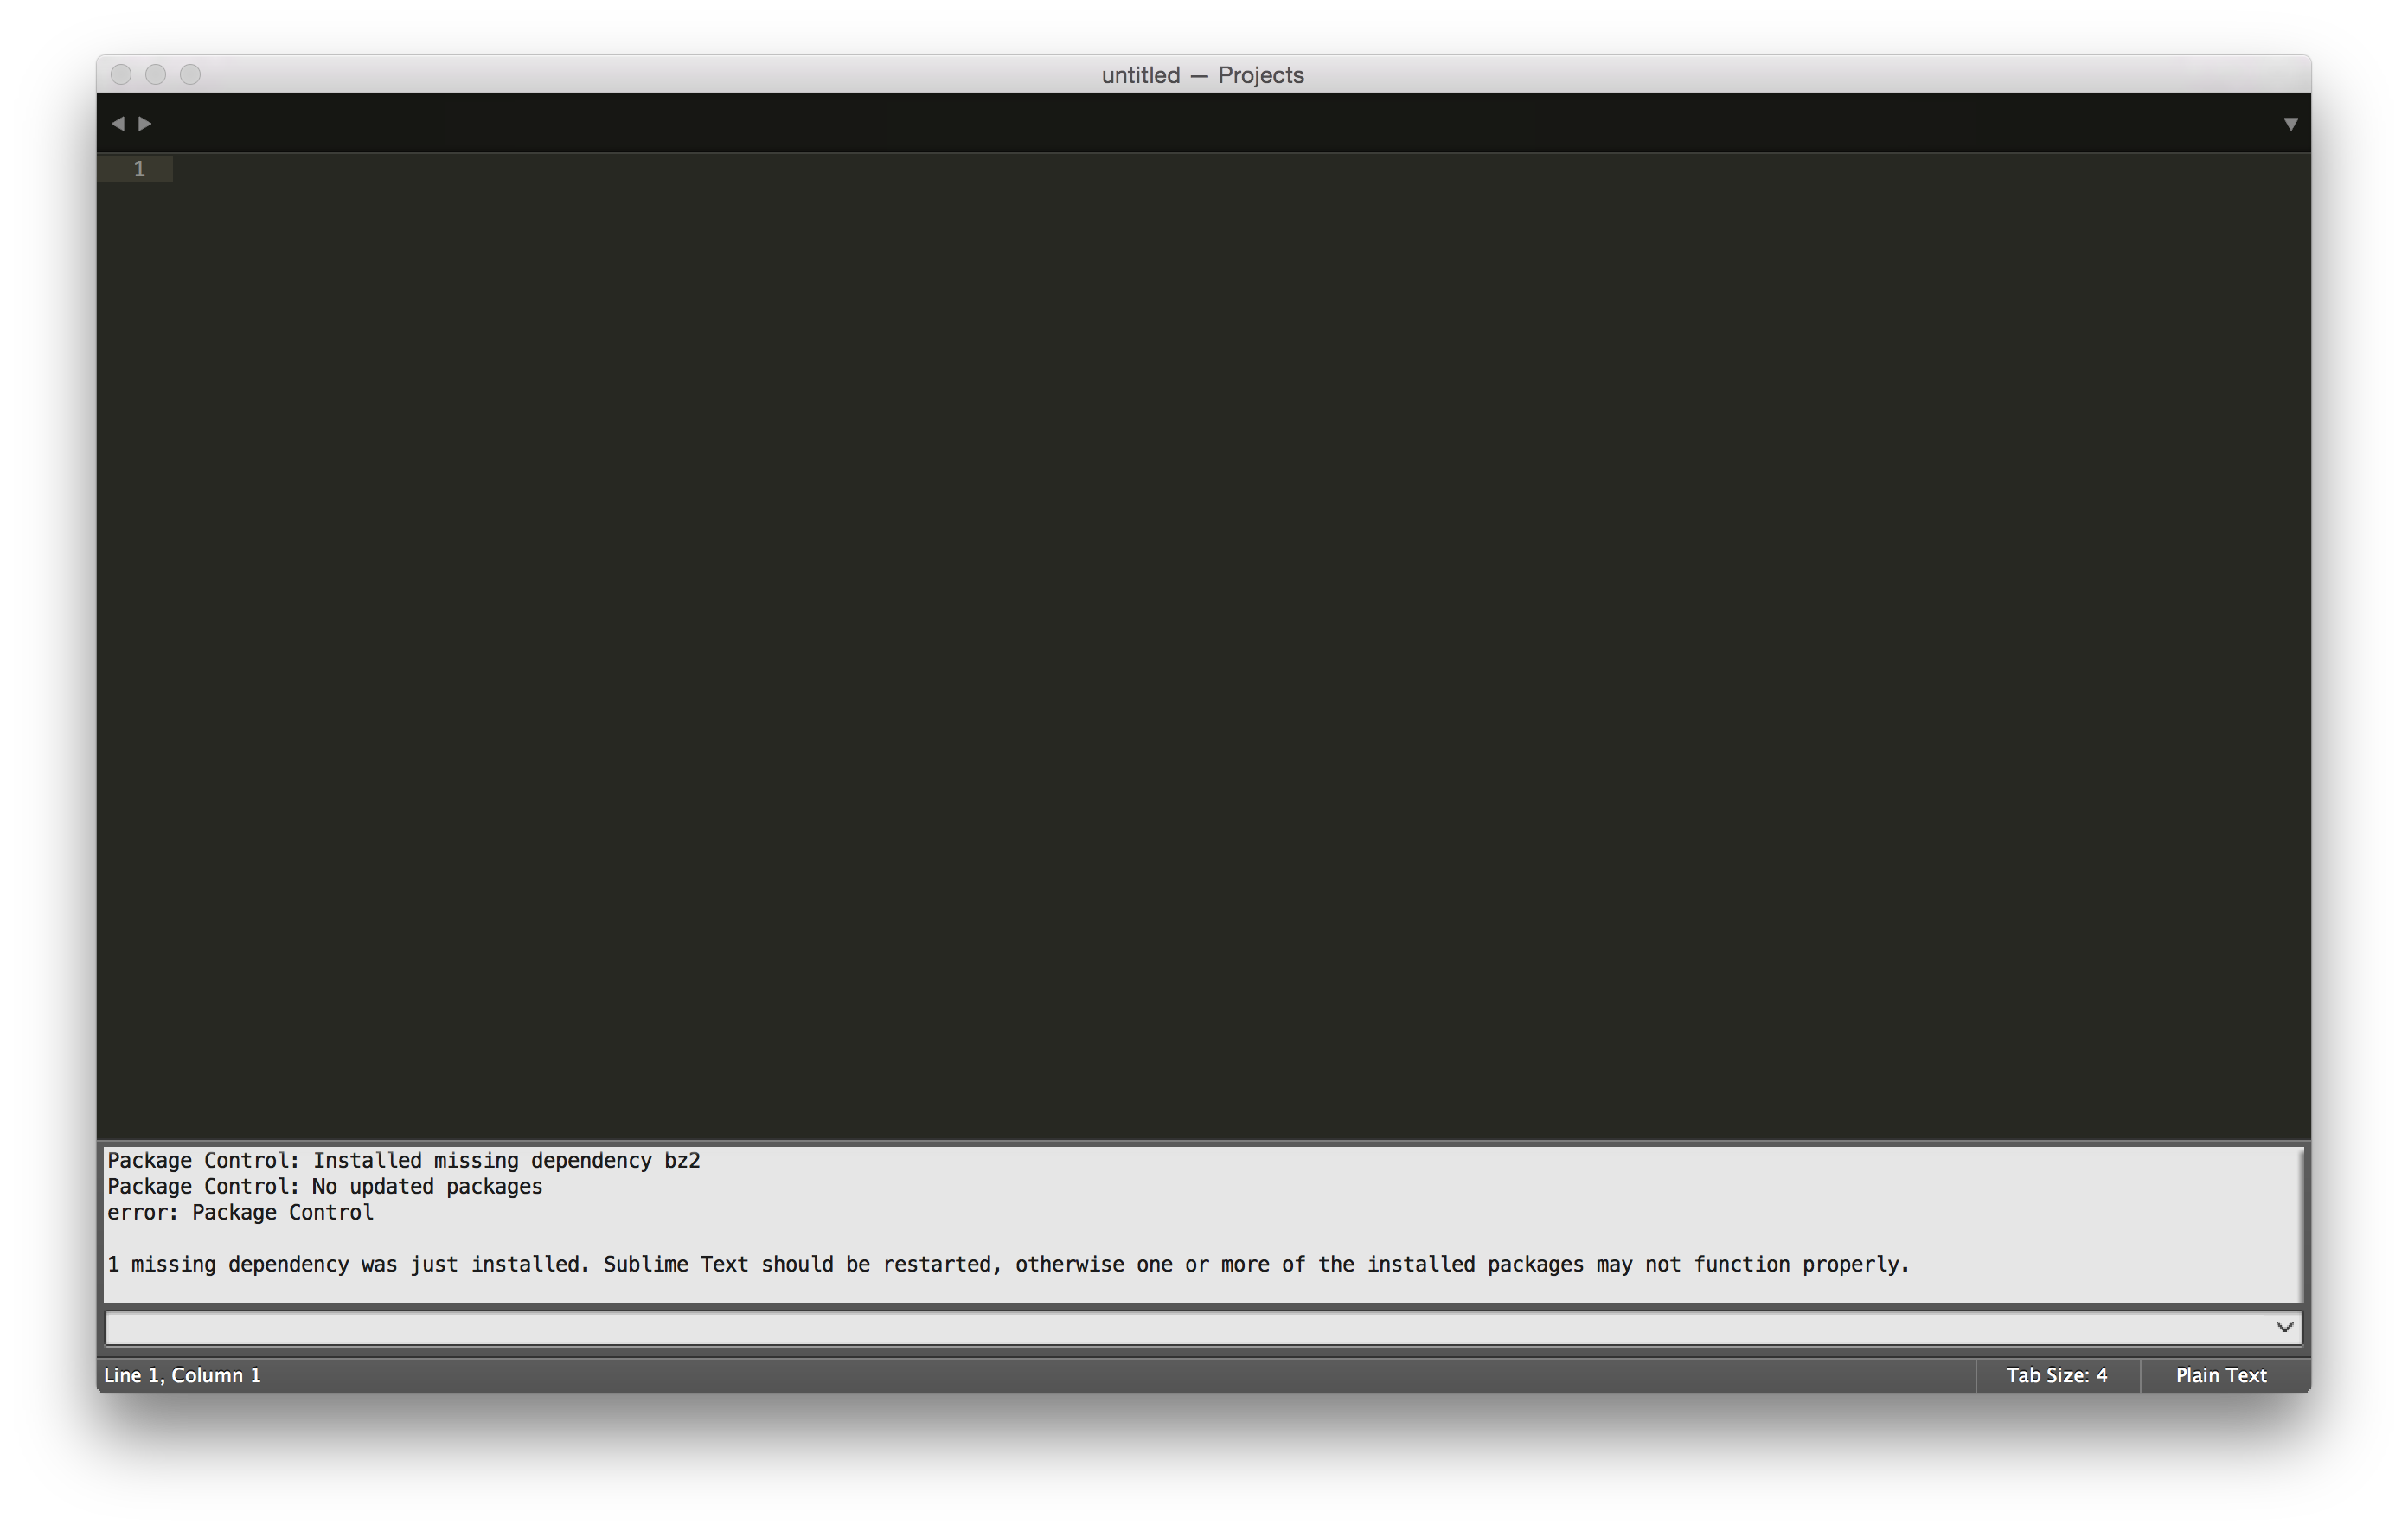 untitled — Projects
1
Package Control: Installed missing dependency bz2
Package Control: No updated packages
error: Package Control
1 missing dependency was just installed. Sublime Text should be restarted, otherwise one or more of the installed packages may not function properly.
Line 1, Column 1
Tab Size: 4
Plain Text